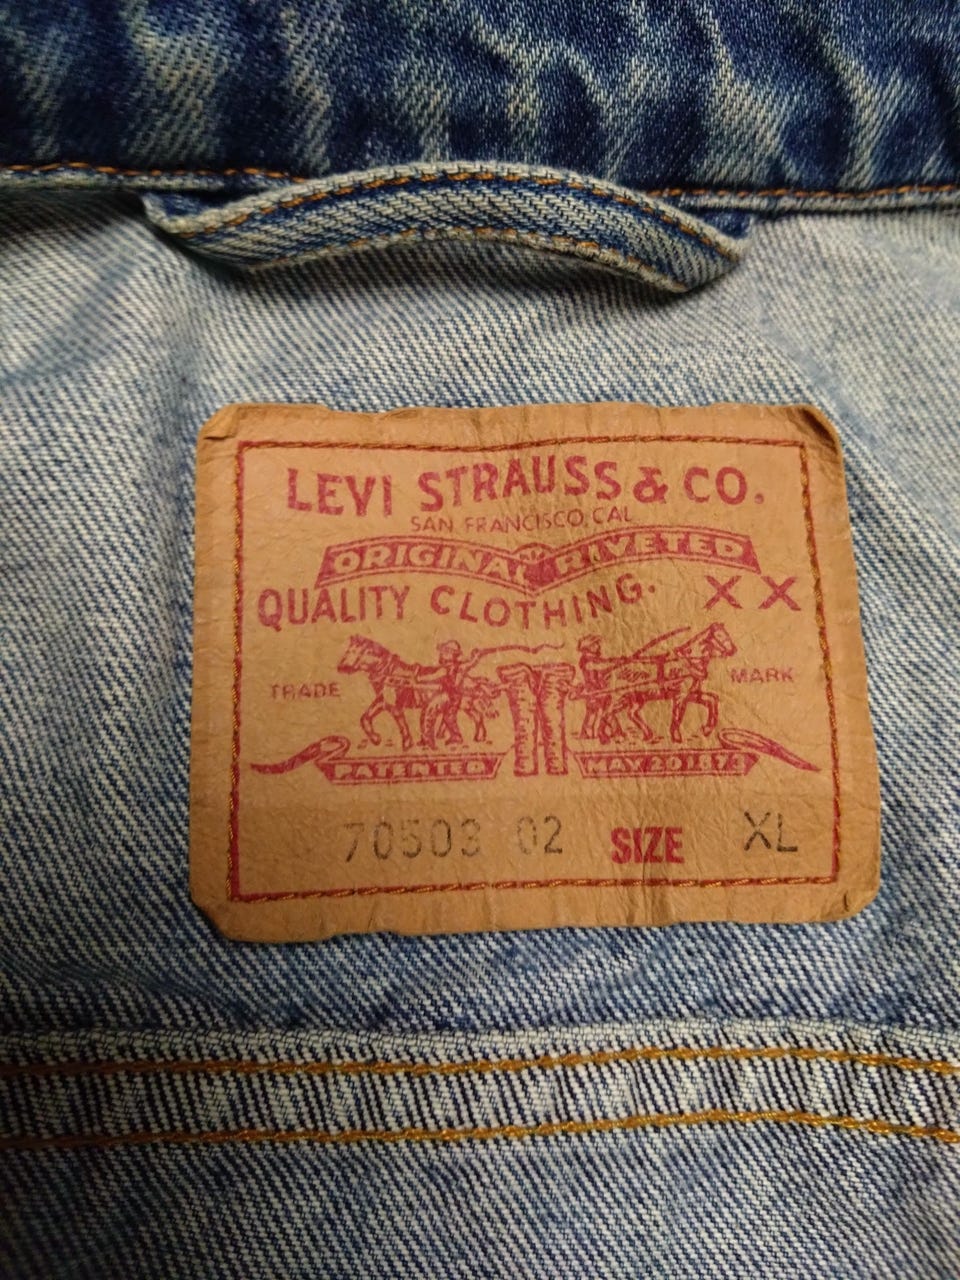 LEVI STRAUSS & CO.
SAN FRANCISCO, CAL
ORIGINAL RIVETED
QUALITY CLOTHING. XX
TRADE MARK
PATENTED MAY 20 1873
70503 02 SIZE XL